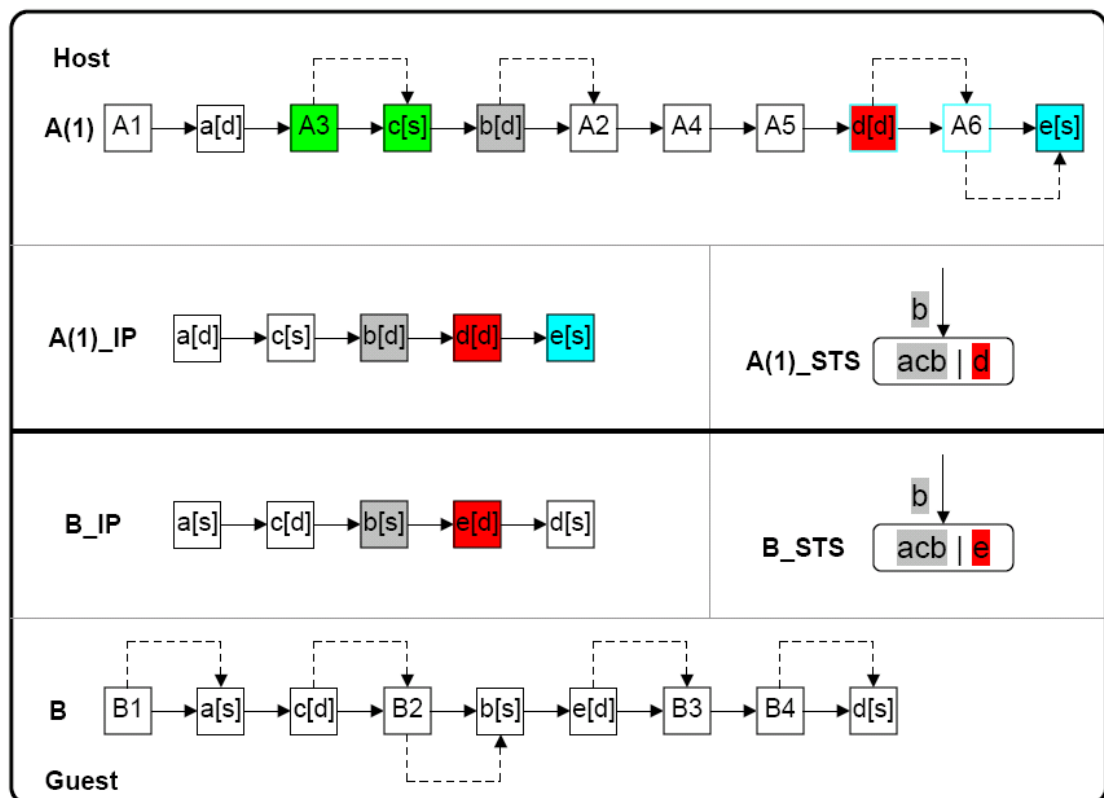 Host
A(1) A1 a[d] A3 c[s] b[d] A2 A4 A5 d[d] A6 e[s]
A(1)_IP a[d] c[s] b[d] d[d] e[s]
b
A(1)_STS acb | d
B_IP a[s] c[d] b[s] e[d] d[s]
b
B_STS acb | e
B B1 a[s] c[d] B2 b[s] e[d] B3 B4 d[s]
Guest